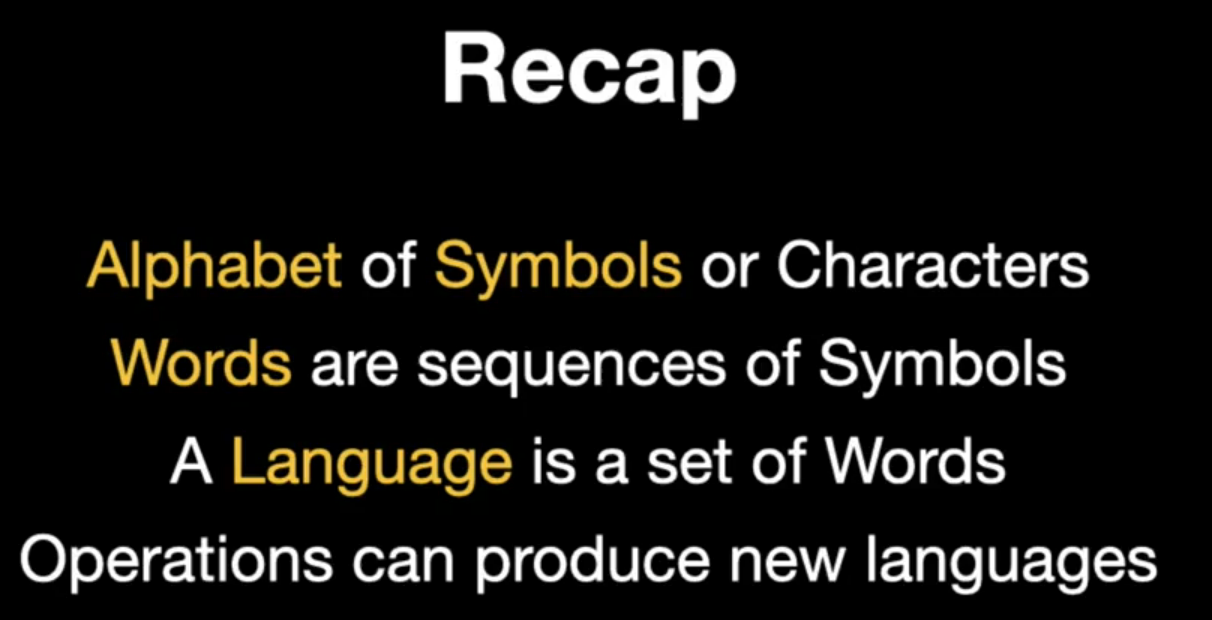 Recap
Alphabet of Symbols or Characters
Words are sequences of Symbols
A Language is a set of Words
Operations can produce new languages